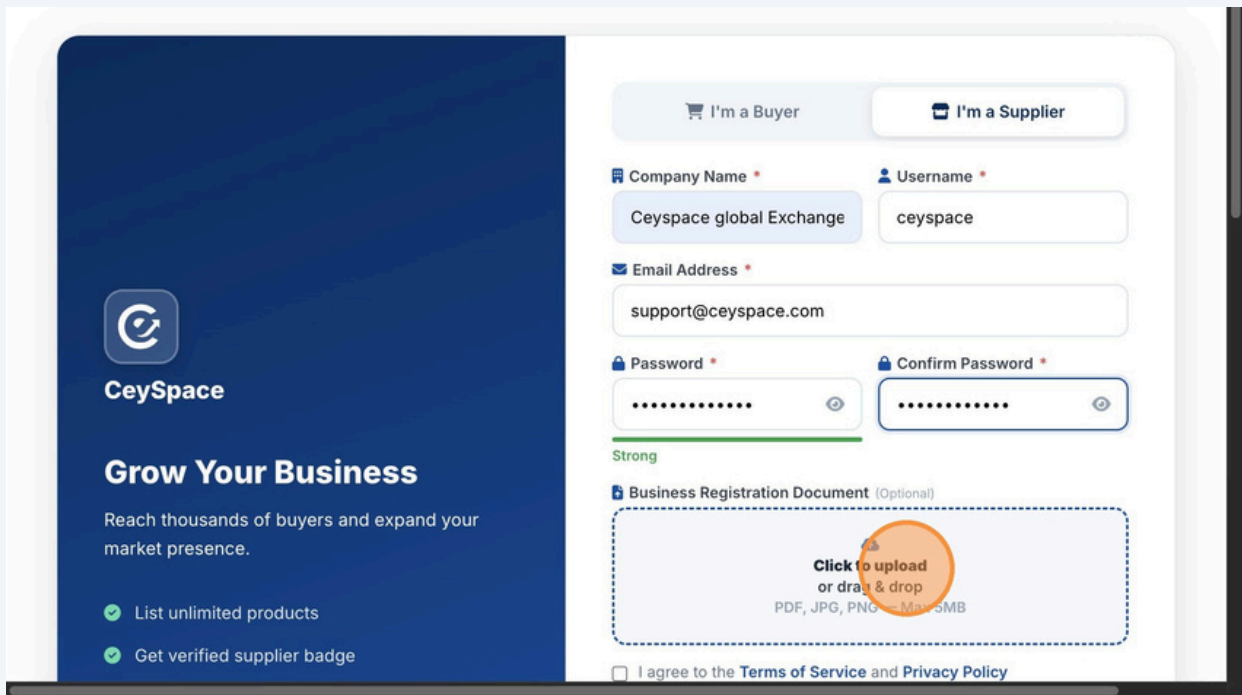 I'm a Buyer
I'm a Supplier
Company Name *
Username *
Ceyspace global Exchange
ceyspace
Email Address *
support@ceyspace.com
Password *
Confirm Password *
•••••••••••••
••••••••••••
Strong
Business Registration Document (Optional)
Click to upload
or drag & drop
PDF, JPG, PNG — Max 5MB
I agree to the Terms of Service and Privacy Policy
CeySpace
Grow Your Business
Reach thousands of buyers and expand your
market presence.
List unlimited products
Get verified supplier badge